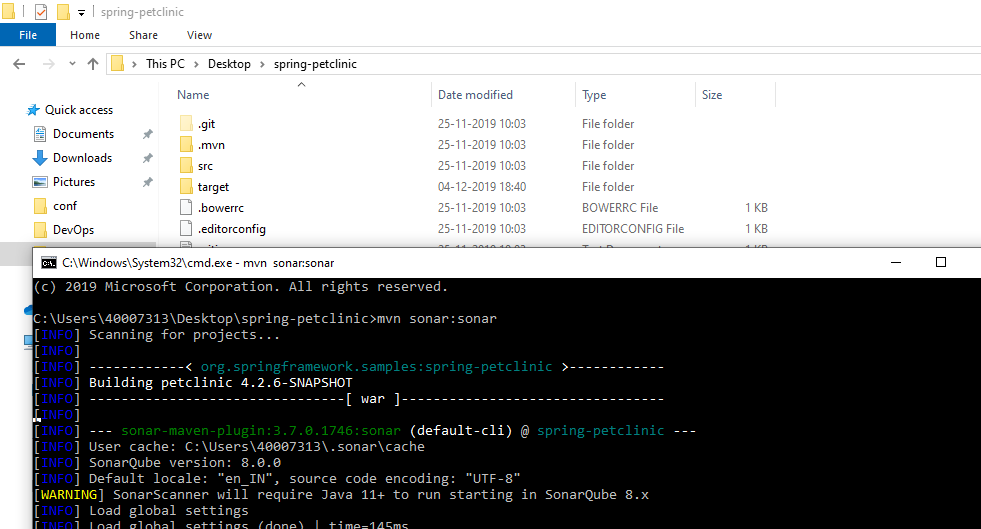 spring-petclinic
File Home Share View
This PC > Desktop > spring-petclinic
Name Date modified Type Size
Quick access
Documents
Downloads
Pictures
conf
DevOps
.git 25-11-2019 10:03 File folder
.mvn 25-11-2019 10:03 File folder
src 25-11-2019 10:03 File folder
target 04-12-2019 18:40 File folder
.bowerrc 25-11-2019 10:03 BOWERRC File 1 KB
.editorconfig 25-11-2019 10:03 EDITORCONFIG File 1 KB
C:\Windows\System32\cmd.exe - mvn sonar:sonar
(c) 2019 Microsoft Corporation. All rights reserved.
C:\Users\40007313\Desktop\spring-petclinic>mvn sonar:sonar
[INFO] Scanning for projects...
[INFO]
[INFO] ------------< org.springframework.samples:spring-petclinic >------------
[INFO] Building petclinic 4.2.6-SNAPSHOT
[INFO] --------------------------------[ war ]---------------------------------
[INFO]
[INFO] --- sonar-maven-plugin:3.7.0.1746:sonar (default-cli) @ spring-petclinic ---
[INFO] User cache: C:\Users\40007313\.sonar\cache
[INFO] SonarQube version: 8.0.0
[INFO] Default locale: "en_IN", source code encoding: "UTF-8"
[WARNING] SonarScanner will require Java 11+ to run starting in SonarQube 8.x
[INFO] Load global settings
[INFO] Load global settings (done) | time=145ms